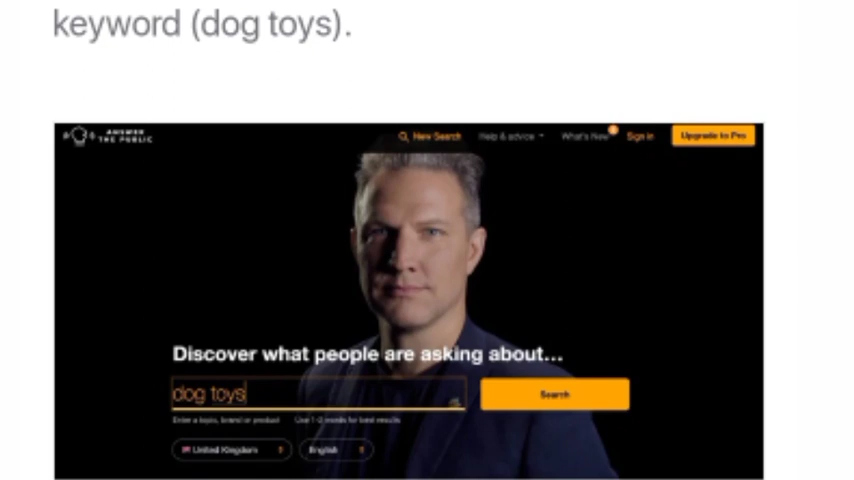 keyword (dog toys).
ANSWER
THE PUBLIC
New Search Help & advice What's New Sign in Upgrade to Pro
Discover what people are asking about...
dog toys Search
Enter a topic, brand or product Use 1-2 words for best results
United Kingdom English